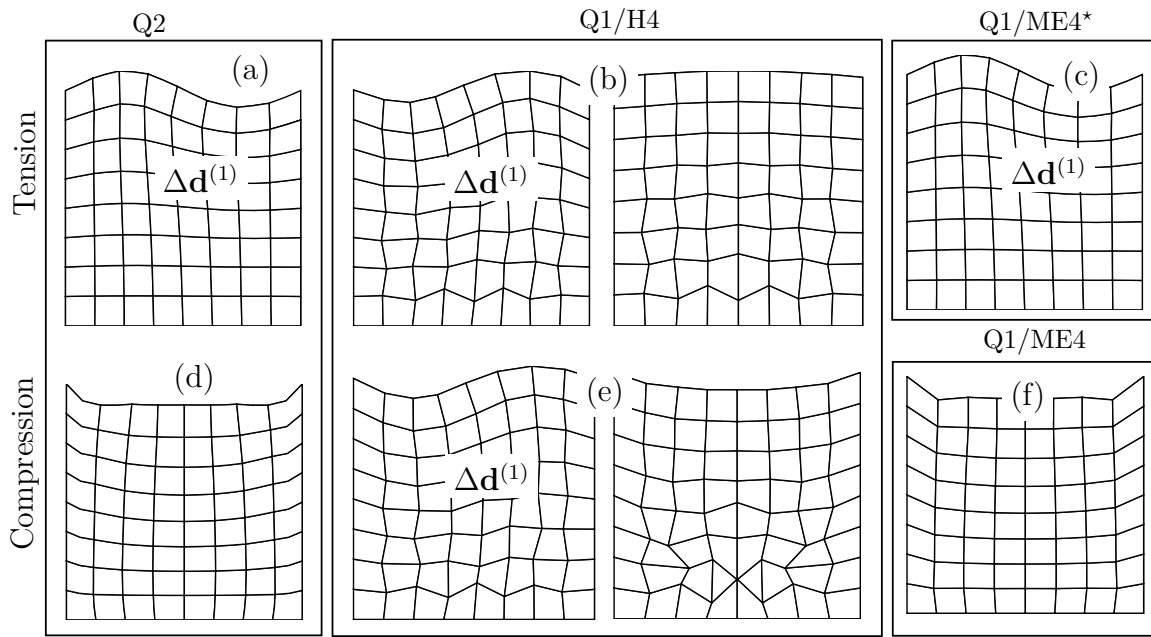 Q2
Q1/H4
Q1/ME4⋆
Tension
(a)
(b)
(c)
Δd⁽¹⁾
Δd⁽¹⁾
Δd⁽¹⁾
Q1/ME4
Compression
(d)
(e)
(f)
Δd⁽¹⁾